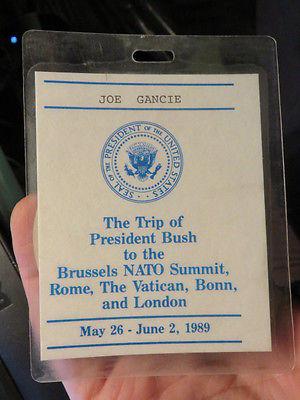 JOE GANCIE
SEAL OF THE PRESIDENT OF THE UNITED STATES
The Trip of
President Bush
to the
Brussels NATO Summit,
Rome, The Vatican, Bonn,
and London
May 26 - June 2, 1989